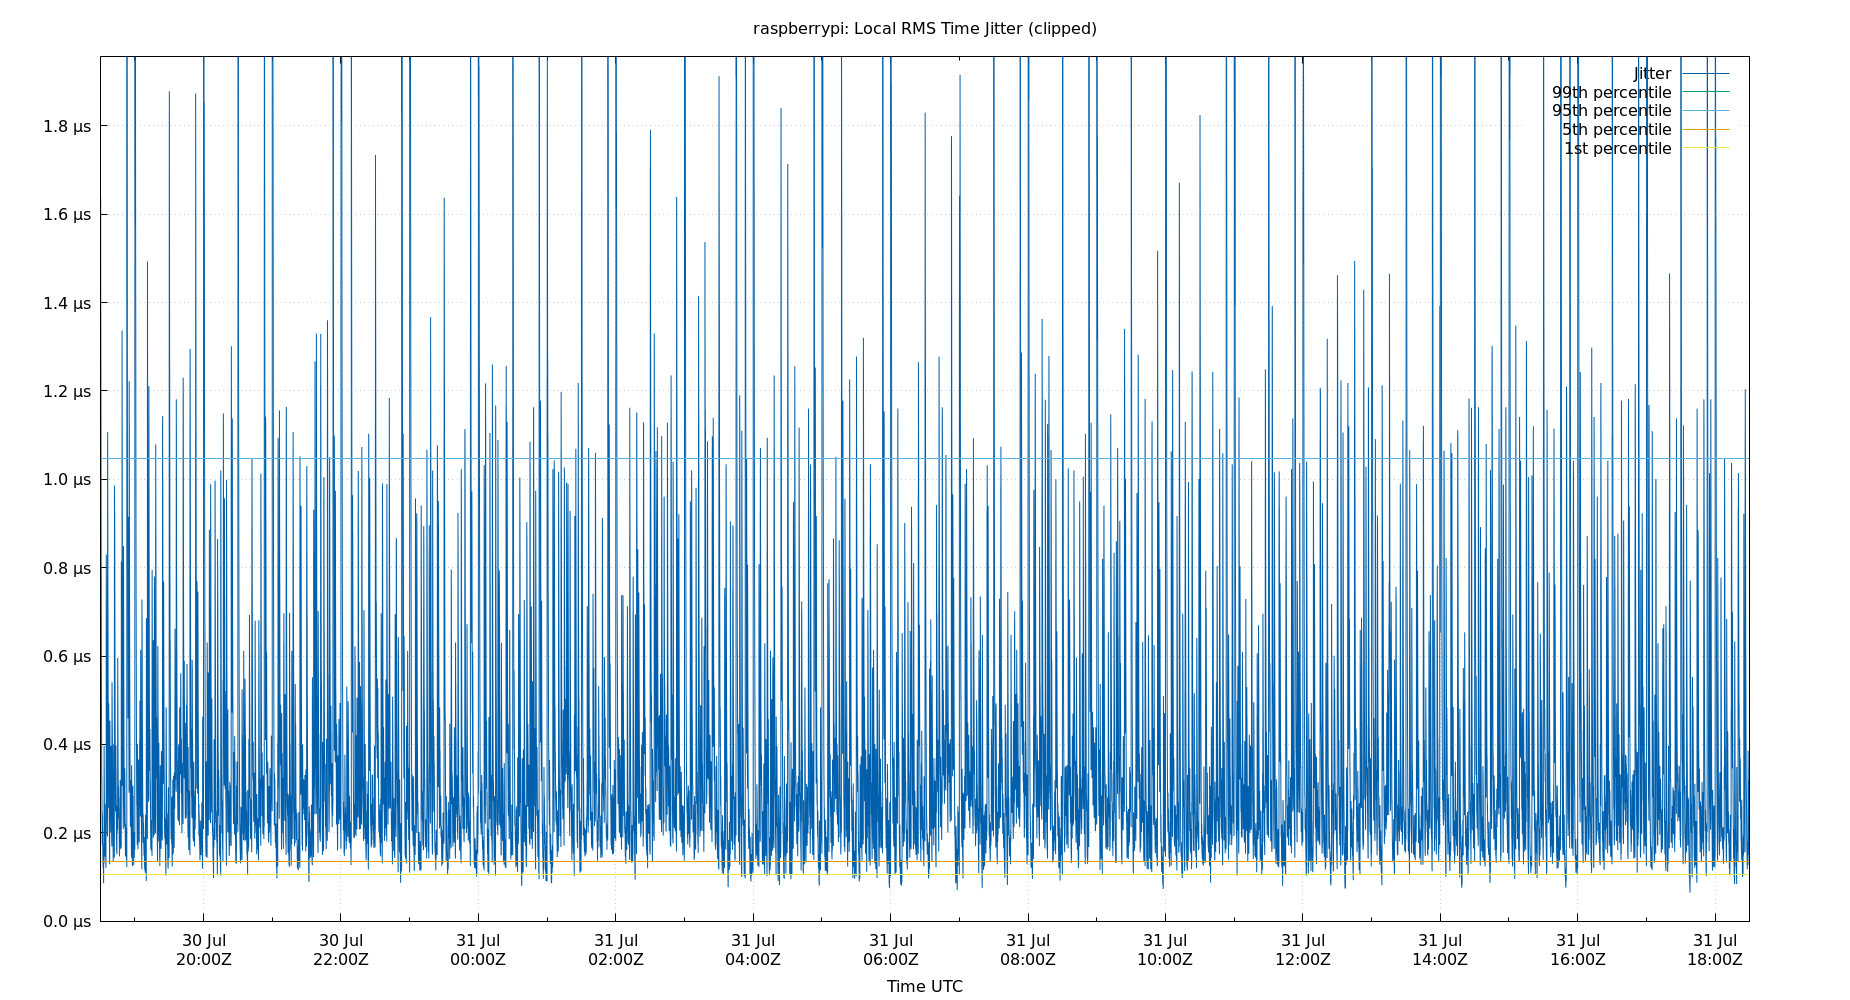 raspberrypi: Local RMS Time Jitter (clipped)
Jitter
99th percentile
95th percentile
5th percentile
1st percentile
1.8 µs
1.6 µs
1.4 µs
1.2 µs
1.0 µs
0.8 µs
0.6 µs
0.4 µs
0.2 µs
0.0 µs
30 Jul 30 Jul 31 Jul 31 Jul 31 Jul 31 Jul 31 Jul 31 Jul 31 Jul 31 Jul 31 Jul 31 Jul
20:00Z 22:00Z 00:00Z 02:00Z 04:00Z 06:00Z 08:00Z 10:00Z 12:00Z 14:00Z 16:00Z 18:00Z
Time UTC